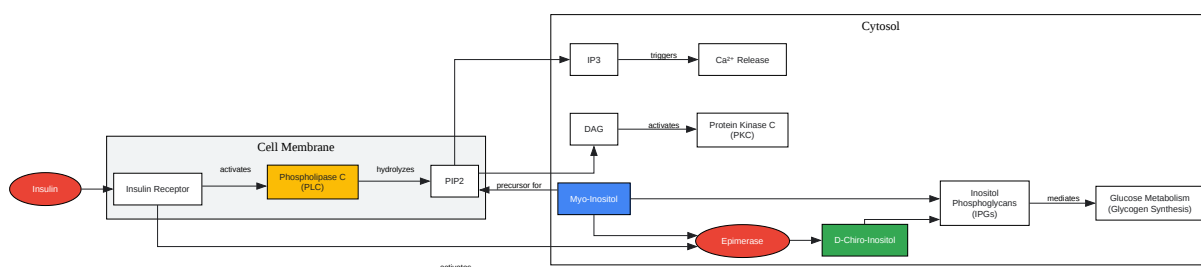 Cytosol
IP3
triggers
Ca²⁺ Release
DAG
activates
Protein Kinase C
(PKC)
Cell Membrane
Insulin
Insulin Receptor
activates
Phospholipase C
(PLC)
hydrolyzes
PIP2
precursor for
Myo-Inositol
Inositol
Phosphoglycans
(IPGs)
mediates
Glucose Metabolism
(Glycogen Synthesis)
Epimerase
D-Chiro-Inositol
activates